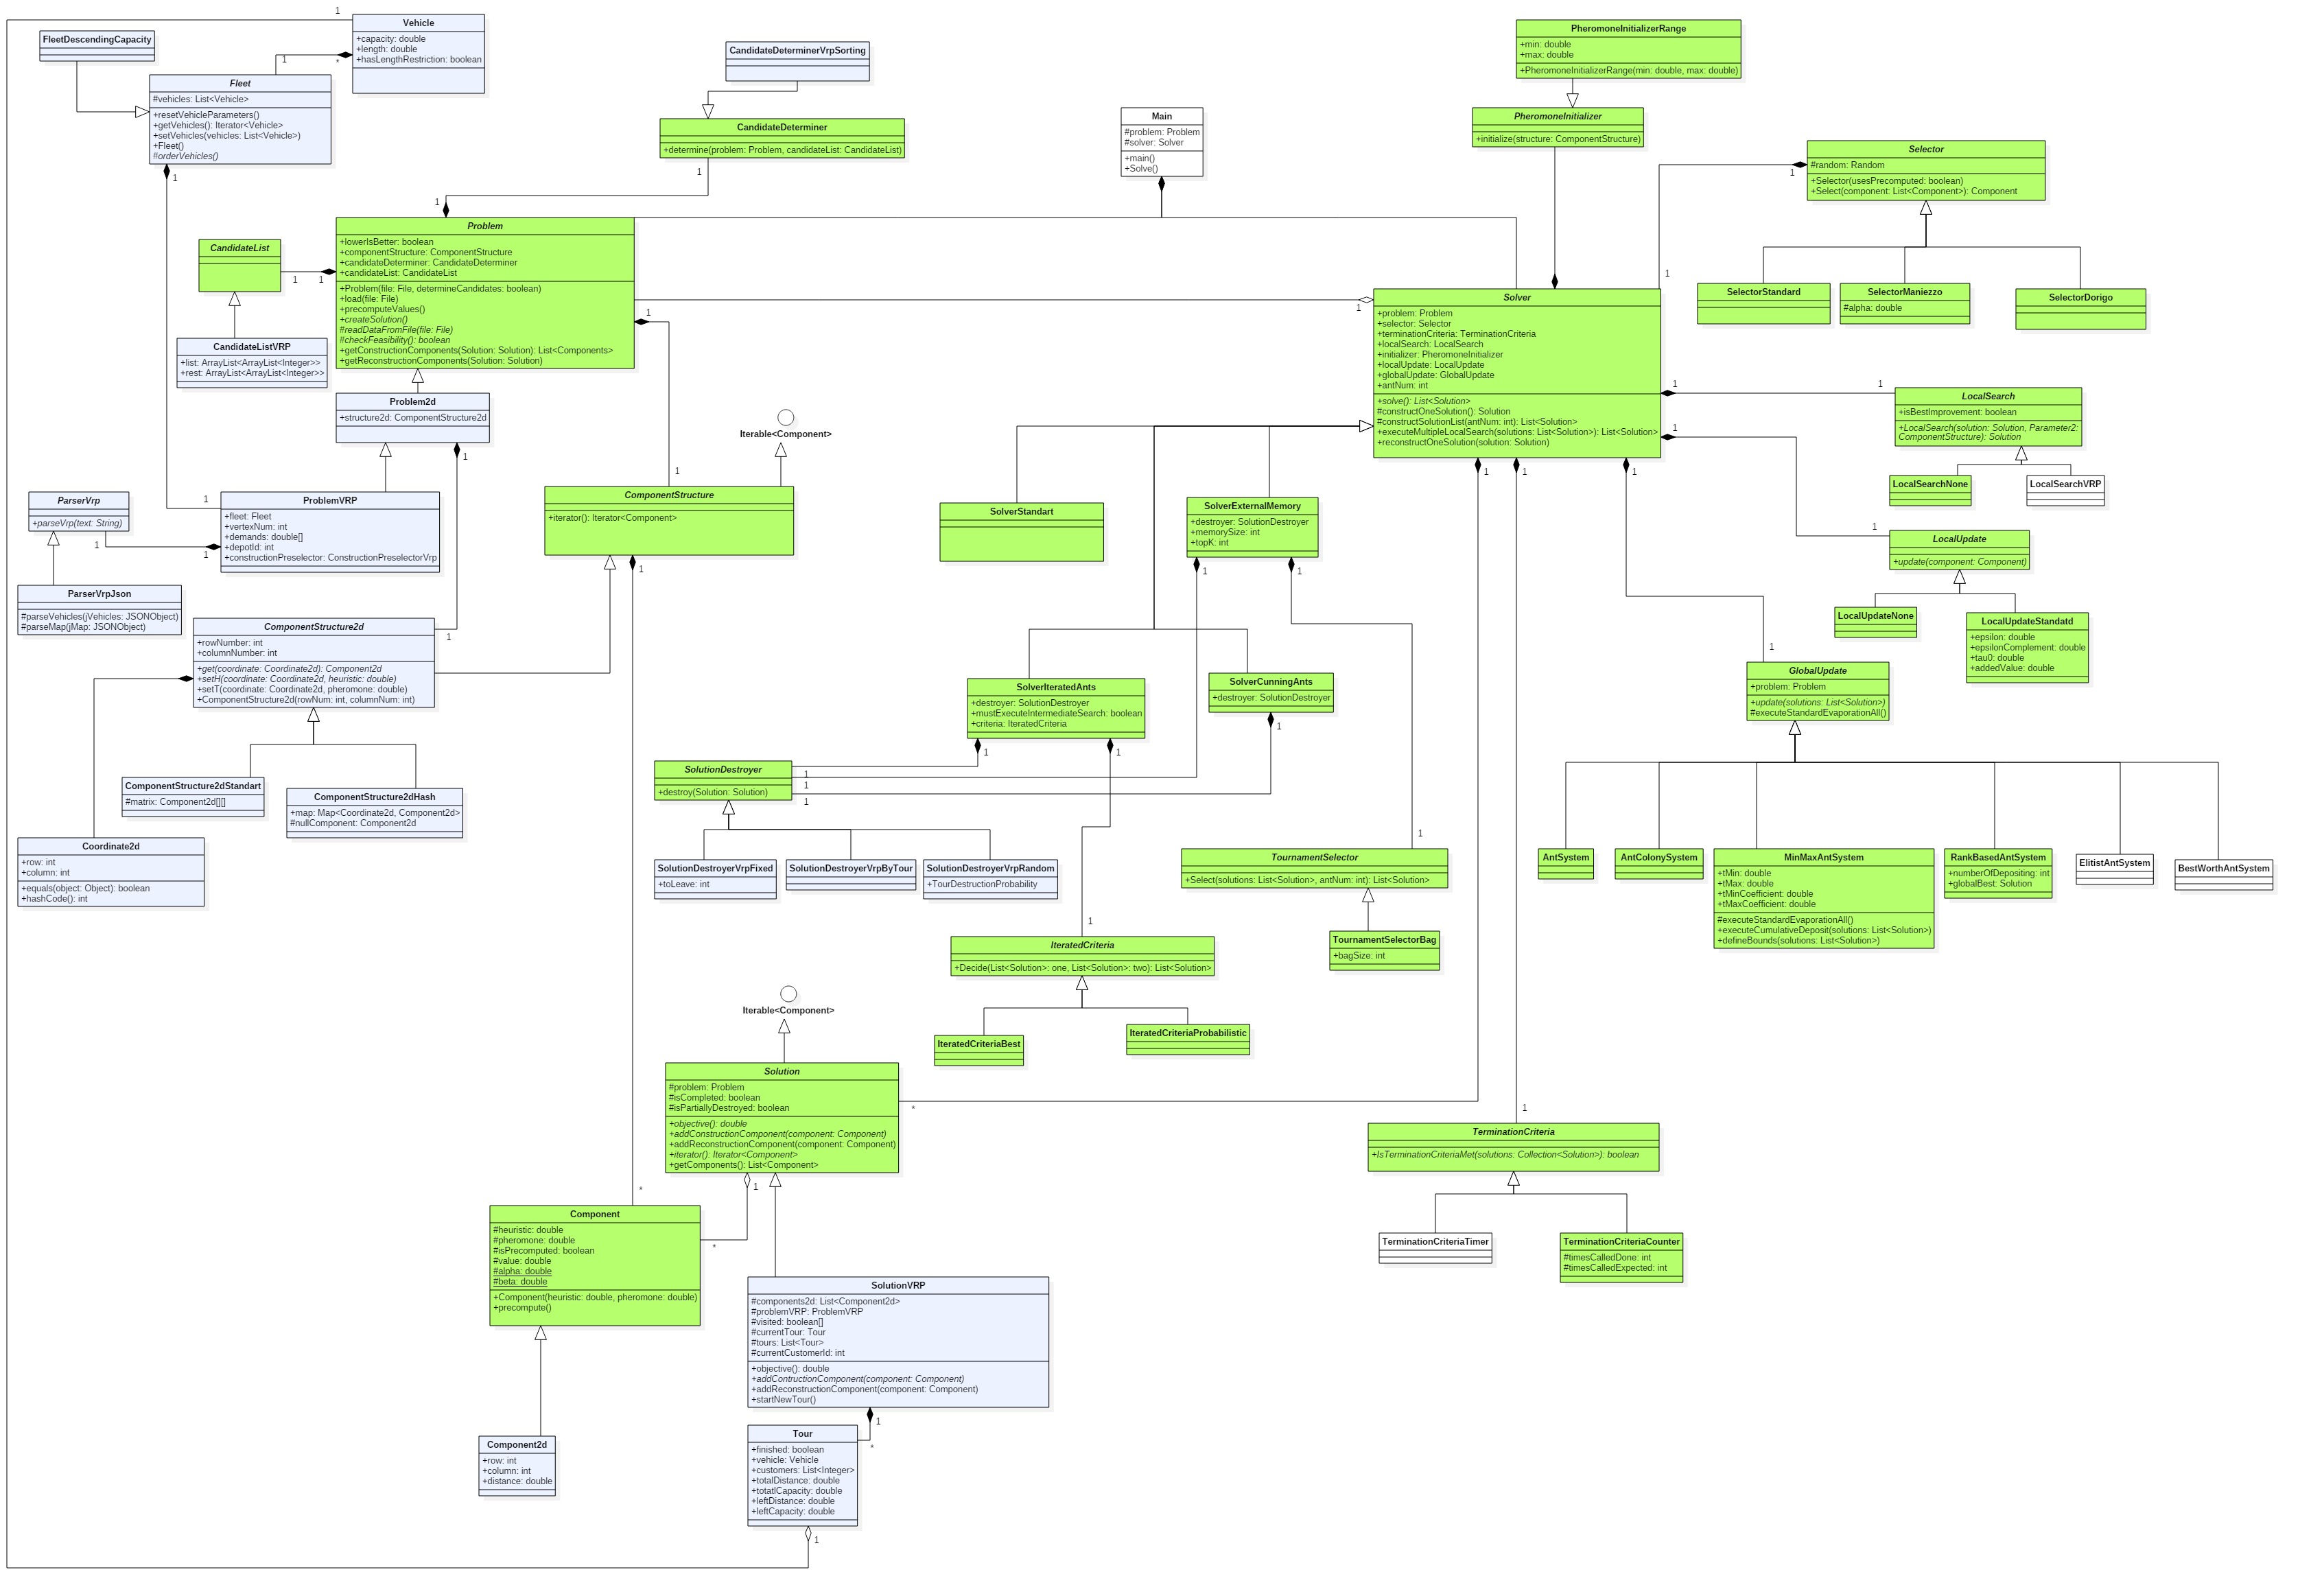 1
Vehicle
+capacity: double
+length: double
+hasLengthRestriction: boolean
1
*
FleetDescendingCapacity
Fleet
#vehicles: List<Vehicle>
+resetVehicleParameters()
+getVehicles(): Iterator<Vehicle>
+setVehicles(vehicles: List<Vehicle>)
+Fleet()
#orderVehicles()
1
CandidateDeterminerVrpSorting
CandidateDeterminer
+determine(problem: Problem, candidateList: CandidateList)
1
1
Main
#problem: Problem
#solver: Solver
+main()
+Solve()
PheromoneInitializerRange
+min: double
+max: double
+PheromoneInitializerRange(min: double, max: double)
PheromoneInitializer
+initialize(structure: ComponentStructure)
Selector
#random: Random
+Selector(usesPrecomputed: boolean)
+Select(component: List<Component>): Component
1
1
SelectorStandard
SelectorManiezzo
#alpha: double
SelectorDorigo
CandidateList
1
1
CandidateListVRP
+list: ArrayList<ArrayList<Integer>>
+rest: ArrayList<ArrayList<Integer>>
Problem
+lowerIsBetter: boolean
+componentStructure: ComponentStructure
+candidateDeterminer: CandidateDeterminer
+candidateList: CandidateList
+Problem(file: File, determineCandidates: boolean)
+load(file: File)
+precomputeValues()
+createSolution()
#readDataFromFile(file: File)
#checkFeasibility(): boolean
+getConstructionComponents(Solution: Solution): List<Components>
+getReconstructionComponents(Solution: Solution)
1
1
Solver
+problem: Problem
+selector: Selector
+terminationCriteria: TerminationCriteria
+localSearch: LocalSearch
+initializer: PheromoneInitializer
+localUpdate: LocalUpdate
+globalUpdate: GlobalUpdate
+antNum: int
+solve(): List<Solution>
#constructOneSolution(): Solution
#constructSolutionList(antNum: int): List<Solution>
+executeMultipleLocalSearch(solutions: List<Solution>): List<Solution>
+reconstructOneSolution(solution: Solution)
1
1
1
1
1
1
LocalSearch
+isBestImprovement: boolean
+LocalSearch(solution: Solution, Parameter2:
ComponentStructure): Solution
LocalSearchNone
LocalSearchVRP
1
LocalUpdate
+update(component: Component)
LocalUpdateNone
LocalUpdateStandatd
+epsilon: double
+epsilonComplement: double
+tau0: double
+addedValue: double
Problem2d
+structure2d: ComponentStructure2d
1
Iterable<Component>
1
ComponentStructure
+iterator(): Iterator<Component>
1
ParserVrp
+parseVrp(text: String)
1
1
1
ProblemVRP
+fleet: Fleet
+vertexNum: int
+demands: double[]
+depotId: int
+constructionPreselector: ConstructionPreselectorVrp
ParserVrpJson
#parseVehicles(jVehicles: JSONObject)
#parseMap(jMap: JSONObject)
1
ComponentStructure2d
+rowNumber: int
+columnNumber: int
+get(coordinate: Coordinate2d): Component2d
+setH(coordinate: Coordinate2d, heuristic: double)
+setT(coordinate: Coordinate2d, pheromone: double)
+ComponentStructure2d(rowNum: int, columnNum: int)
ComponentStructure2dStandart
#matrix: Component2d[][]
ComponentStructure2dHash
+map: Map<Coordinate2d, Component2d>
#nullComponent: Component2d
Coordinate2d
+row: int
+column: int
+equals(object: Object): boolean
+hashCode(): int
SolverStandart
SolverExternalMemory
+destroyer: SolutionDestroyer
+memorySize: int
+topK: int
1
1
SolverIteratedAnts
+destroyer: SolutionDestroyer
+mustExecuteIntermediateSearch: boolean
+criteria: IteratedCriteria
1
1
SolverCunningAnts
+destroyer: SolutionDestroyer
1
SolutionDestroyer
+destroy(Solution: Solution)
1
1
1
SolutionDestroyerVrpFixed
+toLeave: int
SolutionDestroyerVrpByTour
SolutionDestroyerVrpRandom
+TourDestructionProbability
1
TournamentSelector
+Select(solutions: List<Solution>, antNum: int): List<Solution>
TournamentSelectorBag
+bagSize: int
1
IteratedCriteria
+Decide(List<Solution>: one, List<Solution>: two): List<Solution>
IteratedCriteriaBest
IteratedCriteriaProbabilistic
1
GlobalUpdate
+problem: Problem
+update(solutions: List<Solution>)
#executeStandardEvaporationAll()
AntSystem
AntColonySystem
MinMaxAntSystem
+tMin: double
+tMax: double
+tMinCoefficient: double
+tMaxCoefficient: double
#executeStandardEvaporationAll()
+executeCumulativeDeposit(solutions: List<Solution>)
+defineBounds(solutions: List<Solution>)
RankBasedAntSystem
+numberOfDepositing: int
+globalBest: Solution
ElitistAntSystem
BestWorthAntSystem
Iterable<Component>
Solution
#problem: Problem
#isCompleted: boolean
#isPartiallyDestroyed: boolean
+objective(): double
+addConstructionComponent(component: Component)
+addReconstructionComponent(component: Component)
+iterator(): Iterator<Component>
+getComponents(): List<Component>
*
1
1
TerminationCriteria
+IsTerminationCriteriaMet(solutions: Collection<Solution>): boolean
TerminationCriteriaTimer
TerminationCriteriaCounter
#timesCalledDone: int
#timesCalledExpected: int
*
Component
#heuristic: double
#pheromone: double
#isPrecomputed: boolean
#value: double
#alpha: double
#beta: double
+Component(heuristic: double, pheromone: double)
+precompute()
*
SolutionVRP
#components2d: List<Component2d>
#problemVRP: ProblemVRP
#visited: boolean[]
#currentTour: Tour
#tours: List<Tour>
#currentCustomerId: int
+objective(): double
+addContructionComponent(component: Component)
+addReconstructionComponent(component: Component)
+startNewTour()
1
*
Component2d
+row: int
+column: int
+distance: double
Tour
+finished: boolean
+vehicle: Vehicle
+customers: List<Integer>
+totalDistance: double
+totatlCapacity: double
+leftDistance: double
+leftCapacity: double
1